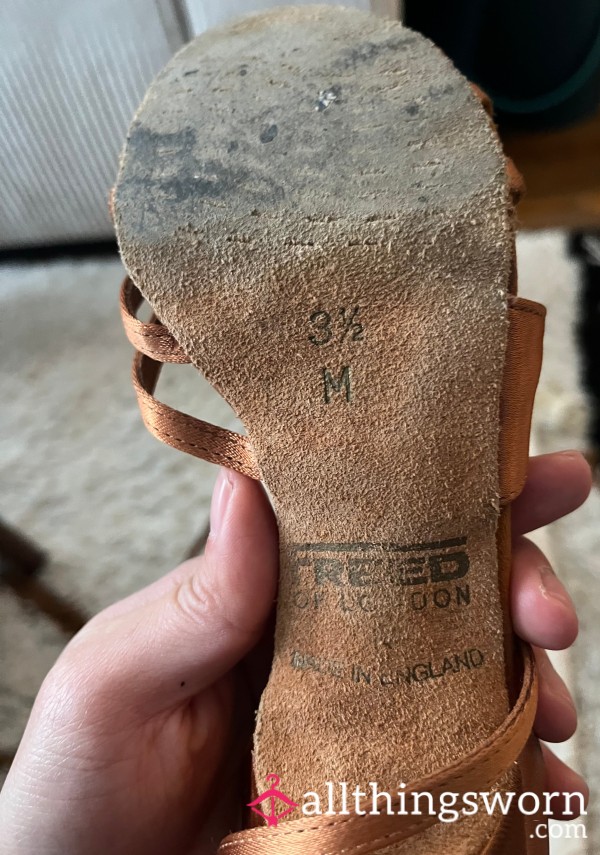 3½
M
FREED
OF LONDON
MADE IN ENGLAND
allthingsworn
.com